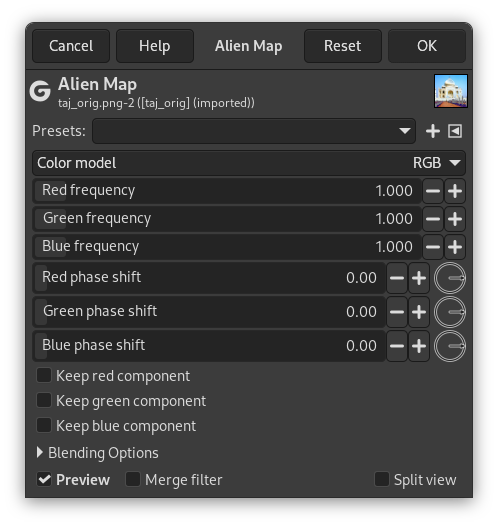 Cancel Help Alien Map Reset OK
Alien Map
taj_orig.png-2 ([taj_orig] (imported))
Presets:
Color model RGB
Red frequency 1.000
Green frequency 1.000
Blue frequency 1.000
Red phase shift 0.00
Green phase shift 0.00
Blue phase shift 0.00
Keep red component
Keep green component
Keep blue component
Blending Options
Preview Merge filter Split view